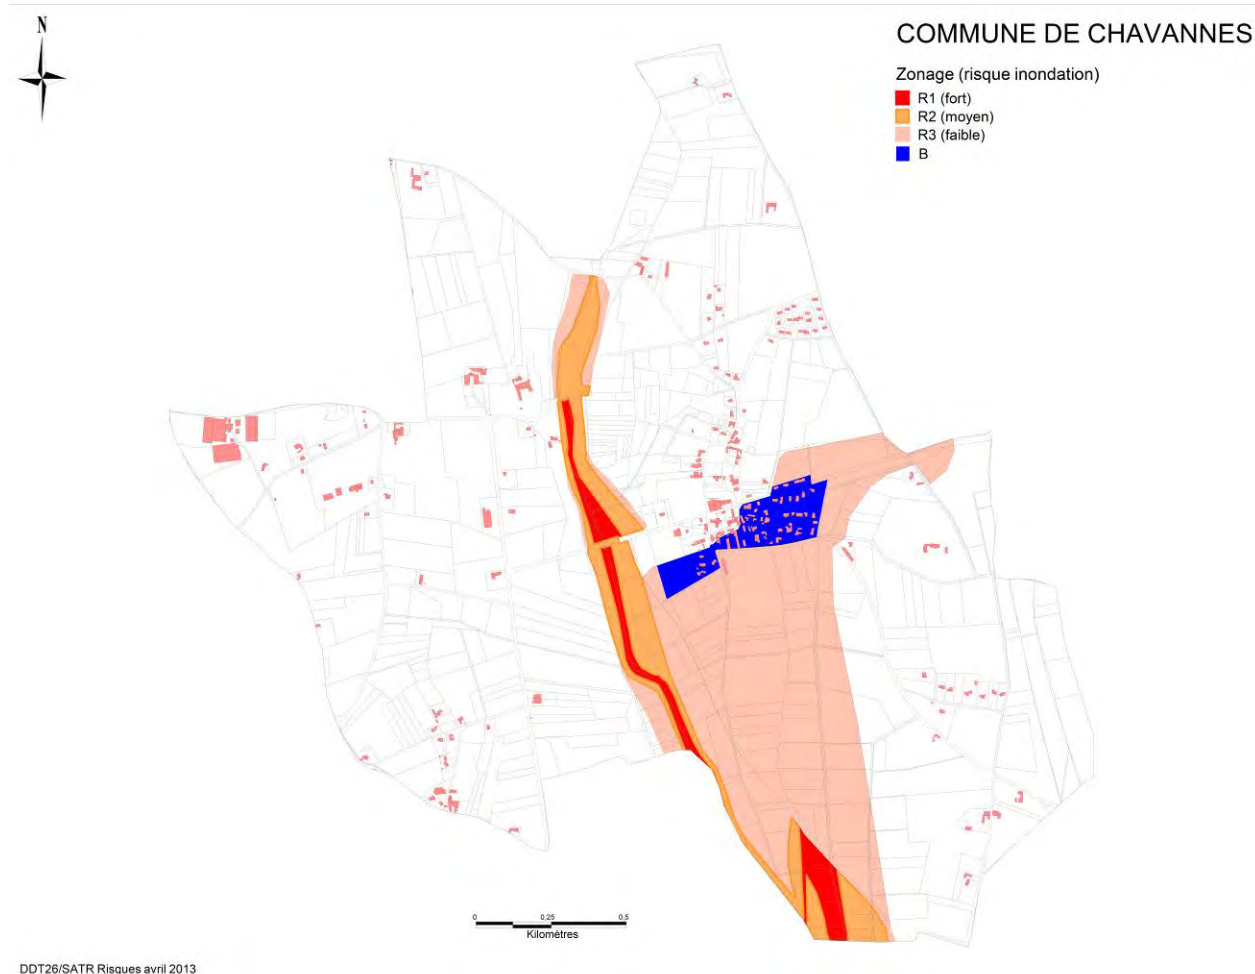 N
COMMUNE DE CHAVANNES
Zonage (risque inondation)
R1 (fort)
R2 (moyen)
R3 (faible)
B
0 0,25 0,5
Kilomètres
DDT26/SATR Risques avril 2013